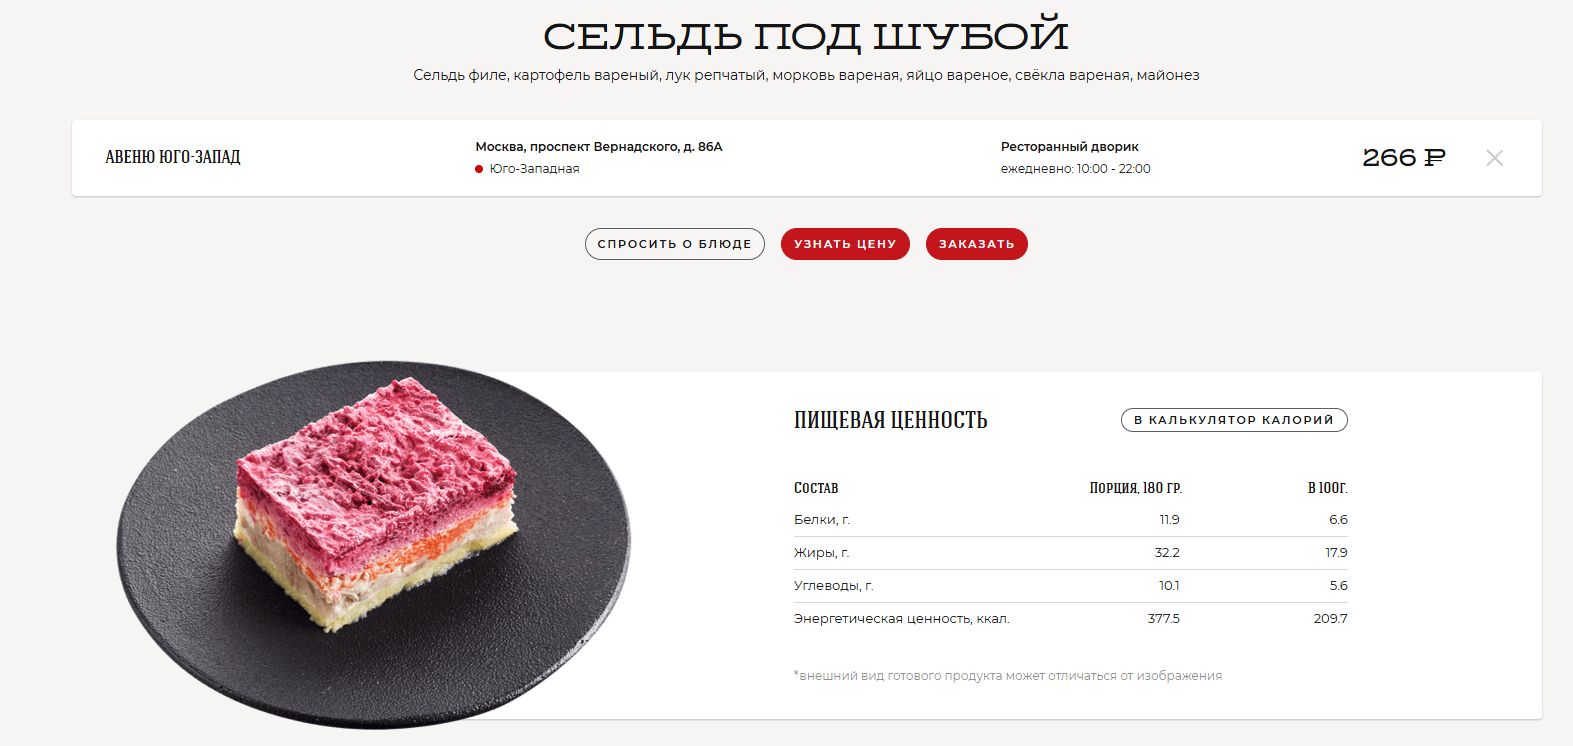 СЕЛЬДЬ ПОД ШУБОЙ
Сельдь филе, картофель вареный, лук репчатый, морковь вареная, яйцо вареное, свёкла вареная, майонез
АВЕНЮ ЮГО-ЗАПАД
Москва, проспект Вернадского, д. 86А
Юго-Западная
Ресторанный дворик
ежедневно: 10:00 - 22:00
266 ₽
СПРОСИТЬ О БЛЮДЕ УЗНАТЬ ЦЕНУ ЗАКАЗАТЬ
ПИЩЕВАЯ ЦЕННОСТЬ В КАЛЬКУЛЯТОР КАЛОРИЙ
Состав Порция, 180 гр. В 100г.
Белки, г. 11.9 6.6
Жиры, г. 32.2 17.9
Углеводы, г. 10.1 5.6
Энергетическая ценность, ккал. 377.5 209.7
*внешний вид готового продукта может отличаться от изображения